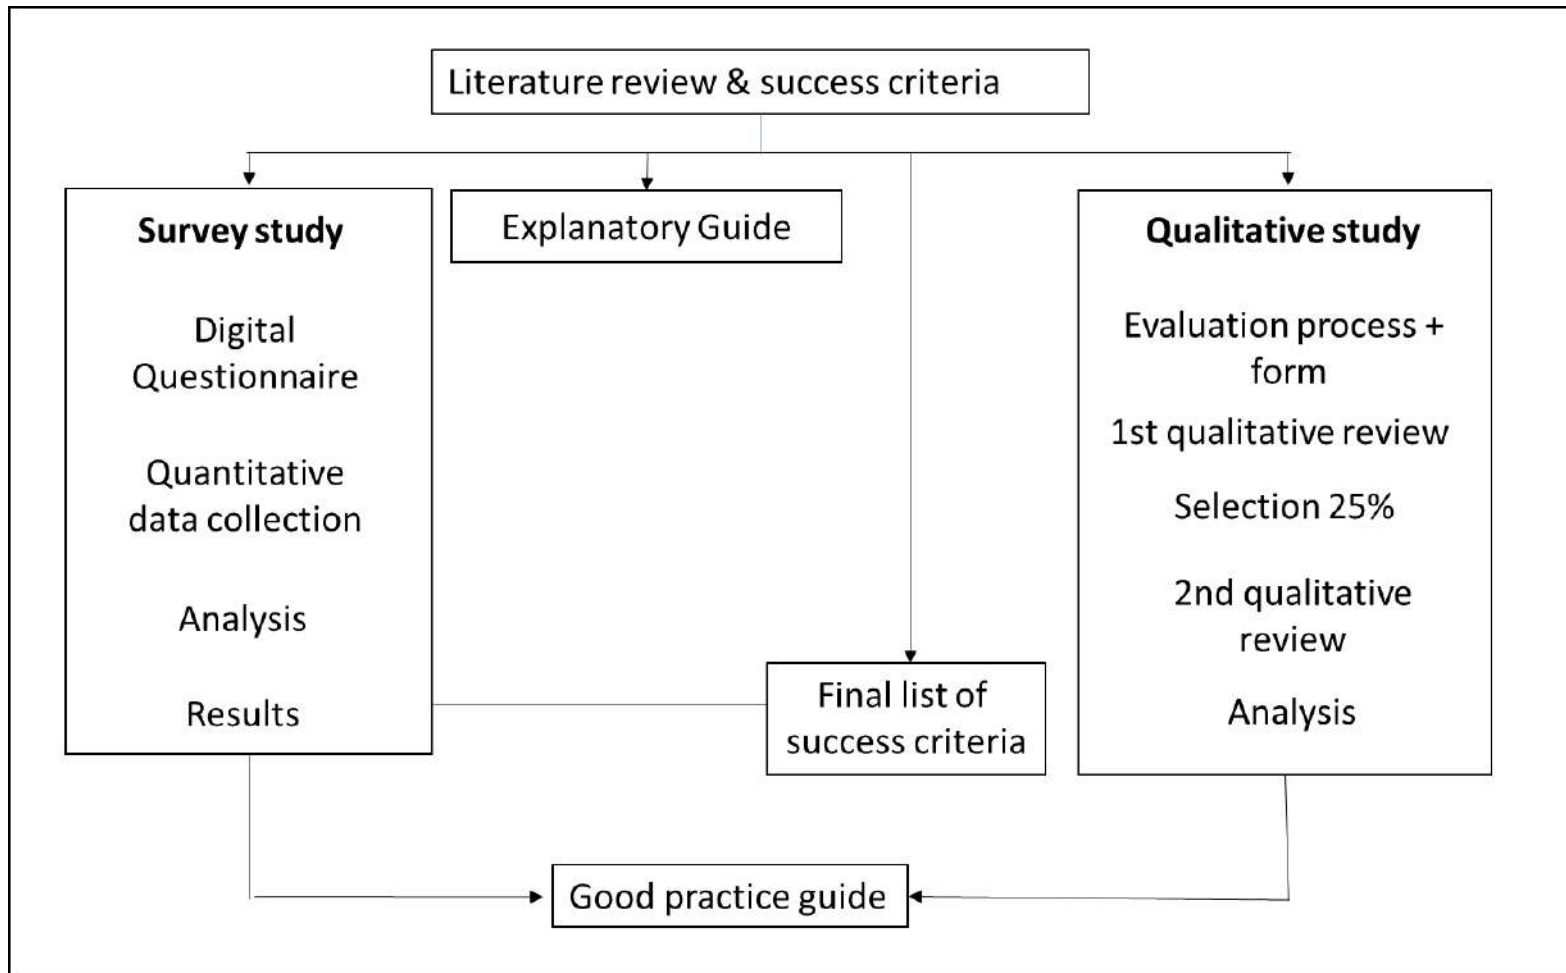 Literature review & success criteria
Survey study
Digital
Questionnaire
Quantitative
data collection
Analysis
Results
Explanatory Guide
Final list of
success criteria
Qualitative study
Evaluation process +
form
1st qualitative review
Selection 25%
2nd qualitative
review
Analysis
Good practice guide